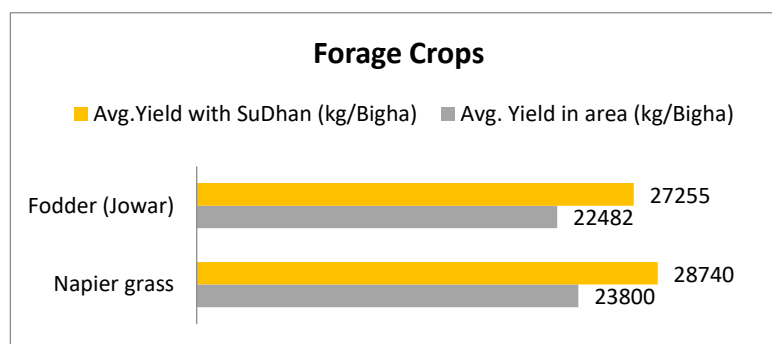 Forage Crops
Avg.Yield with SuDhan (kg/Bigha) Avg. Yield in area (kg/Bigha)
Fodder (Jowar) 27255
22482
Napier grass 28740
23800